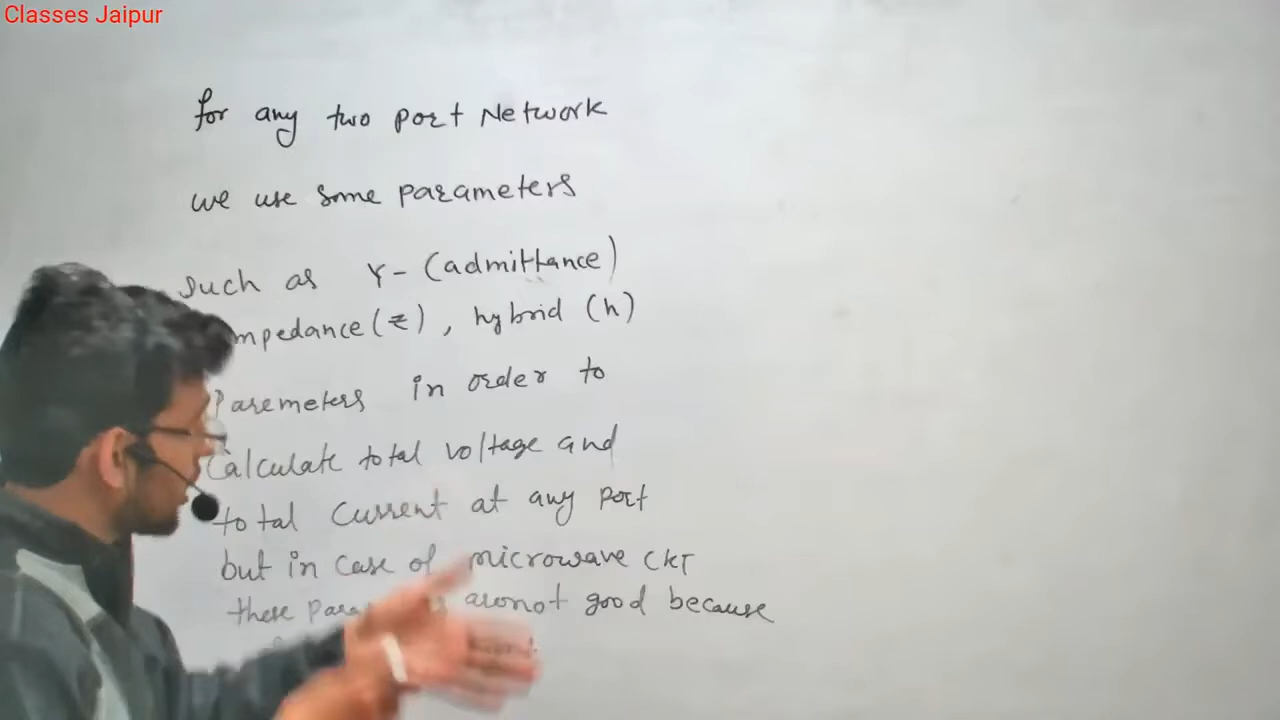 Classes Jaipur
for any two port Network
we use some parameters
such as Y- (admittance)
mpedance (z) , hybrid (h)
Paremeters in order to
Calculate total voltage and
total current at any port
but in case of microwave CKT
these para are not good because